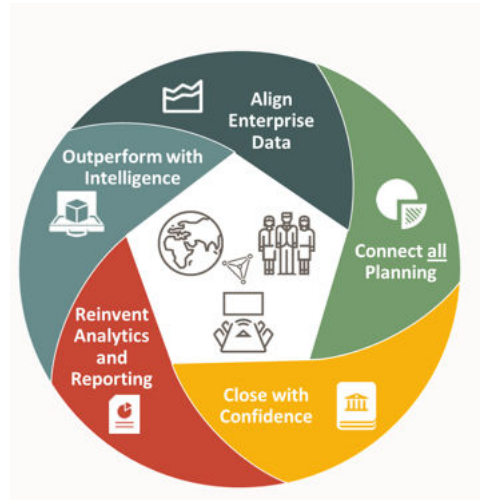 Align
Enterprise
Data
Connect all
Planning
Close with
Confidence
Reinvent
Analytics
and
Reporting
Outperform with
Intelligence